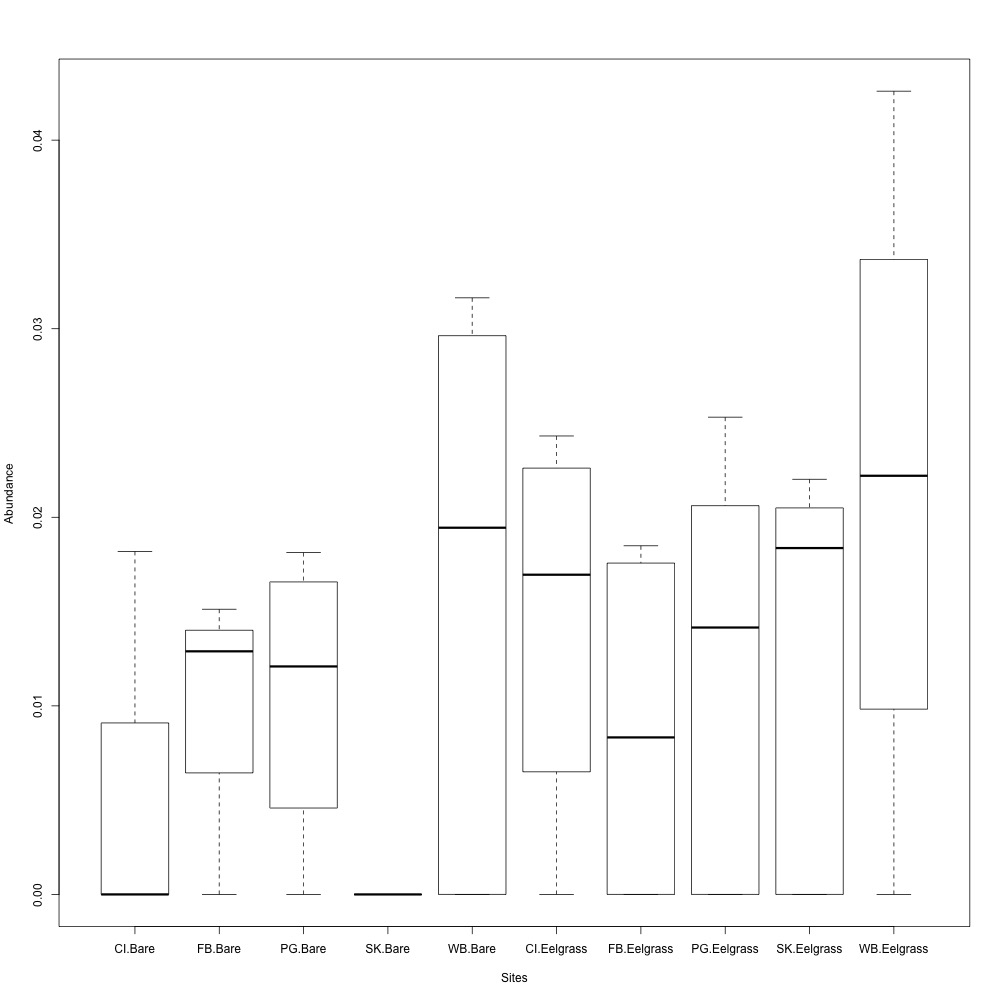 Abundance
0.04
0.03
0.02
0.01
0.00
CI.Bare FB.Bare PG.Bare SK.Bare WB.Bare CI.Eelgrass FB.Eelgrass PG.Eelgrass SK.Eelgrass WB.Eelgrass
Sites